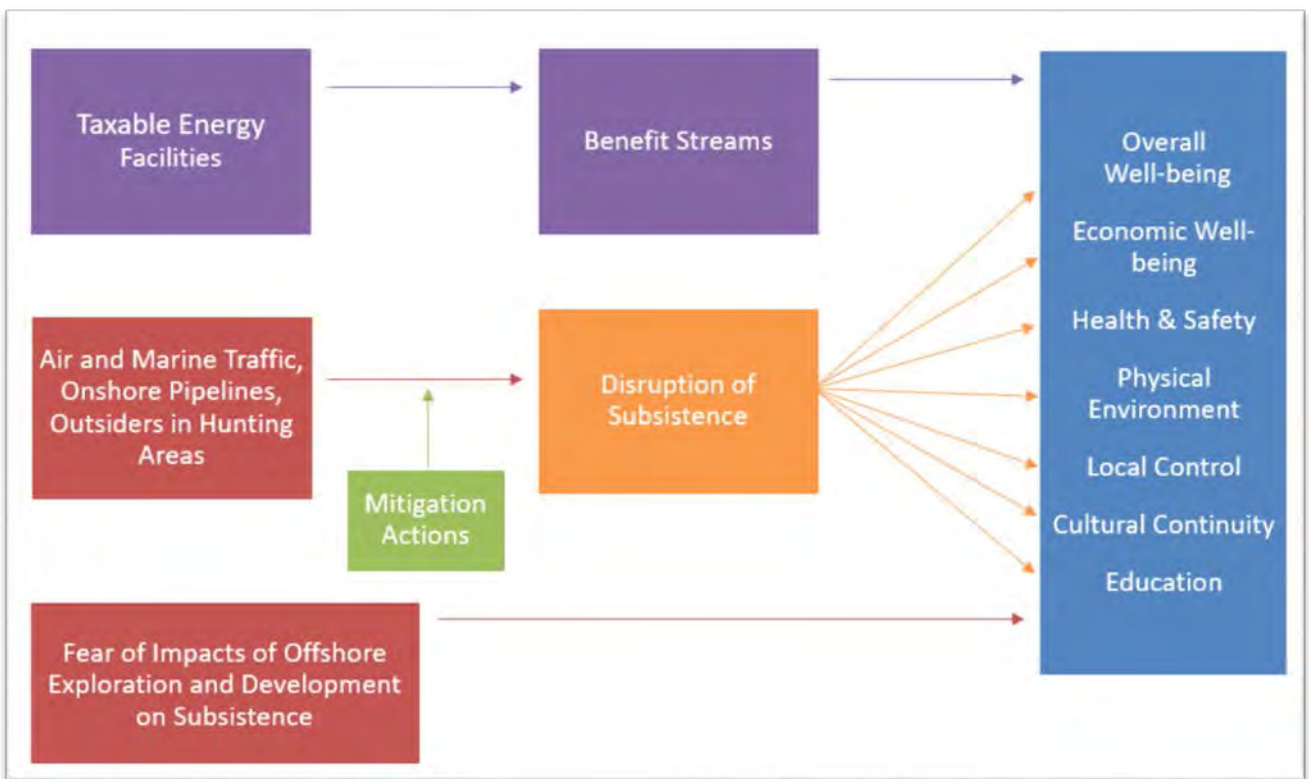 Taxable Energy
Facilities
Benefit Streams
Air and Marine Traffic,
Onshore Pipelines,
Outsiders in Hunting
Areas
Mitigation
Actions
Disruption of
Subsistence
Fear of Impacts of Offshore
Exploration and Development
on Subsistence
Overall
Well-being
Economic Well-
being
Health & Safety
Physical
Environment
Local Control
Cultural Continuity
Education